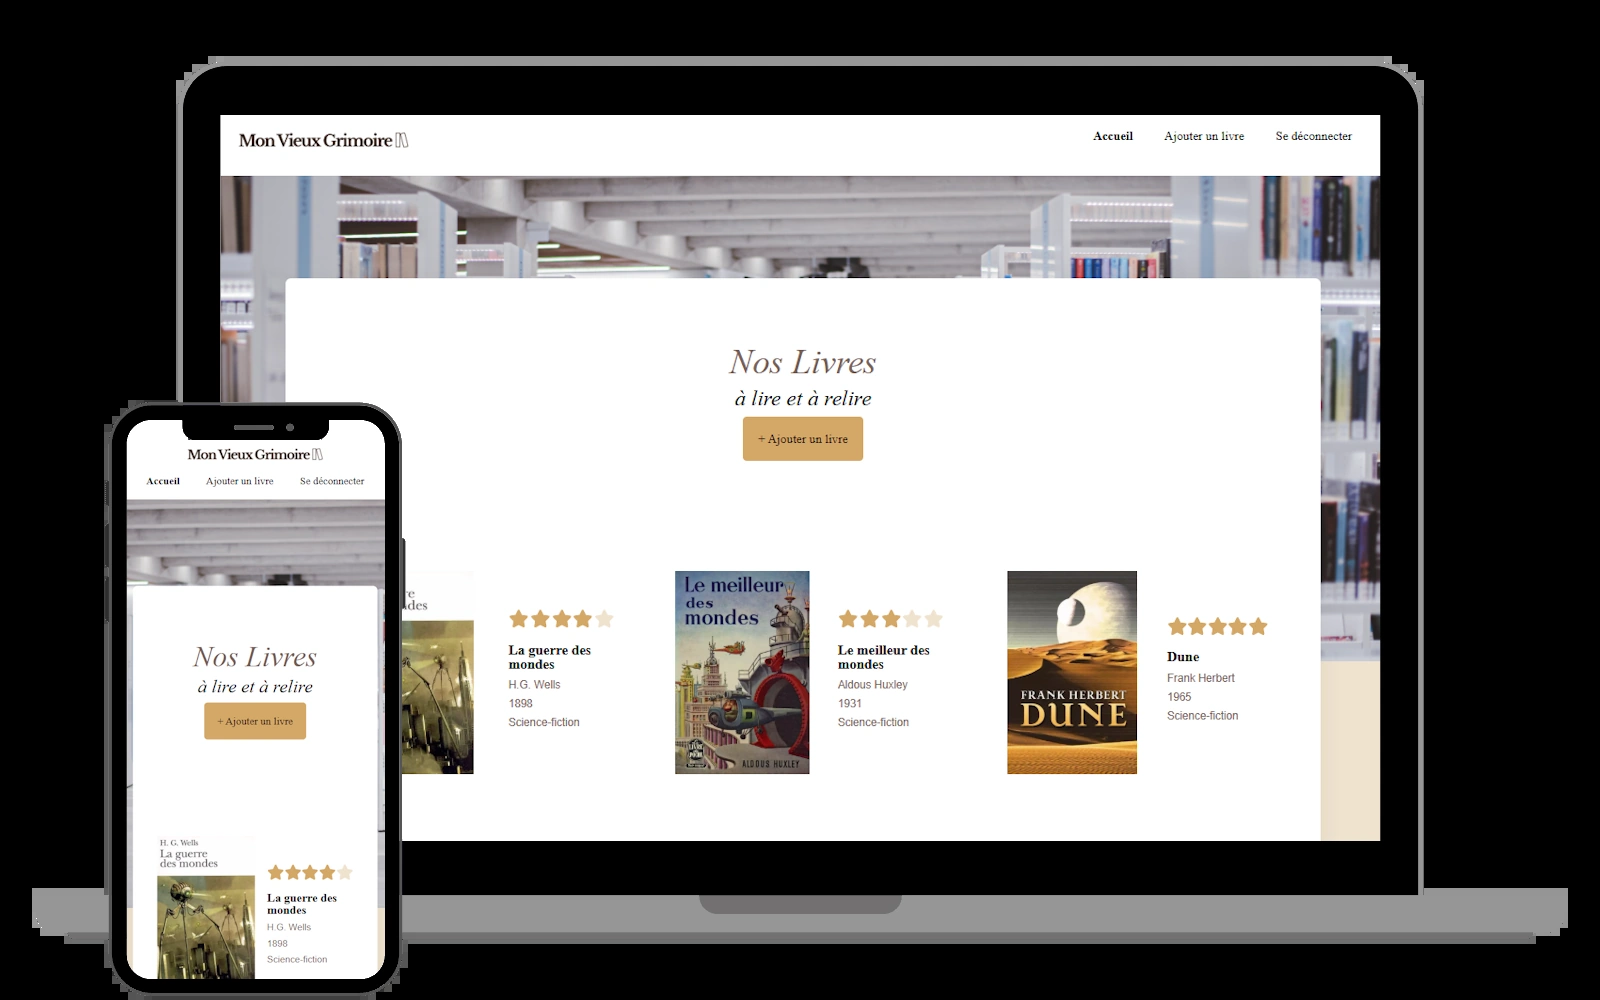 Mon Vieux Grimoire
Accueil Ajouter un livre Se déconnecter
Nos Livres
à lire et à relire
+ Ajouter un livre
des
La guerre des
mondes
H.G. Wells
1898
Science-fiction
Le meilleur
des
mondes
ALDOUS HUXLEY
Le meilleur des
mondes
Aldous Huxley
1931
Science-fiction
FRANK HERBERT
DUNE
Dune
Frank Herbert
1965
Science-fiction
Mon Vieux Grimoire
Accueil Ajouter un livre Se déconnecter
Nos Livres
à lire et à relire
+ Ajouter un livre
H. G. Wells
La guerre
des mondes
La guerre des
mondes
H.G. Wells
1898
Science-fiction